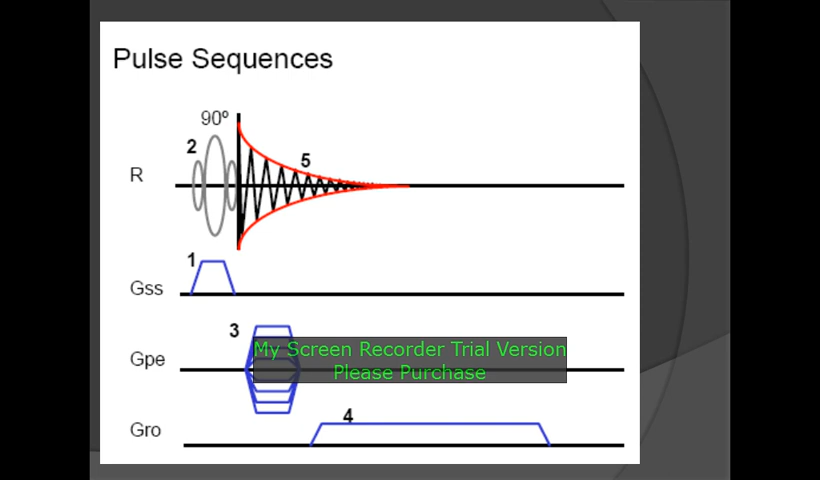 Pulse Sequences
90º
2
5
R
1
Gss
3
My Screen Recorder Trial Version
Gpe
Please Purchase
4
Gro